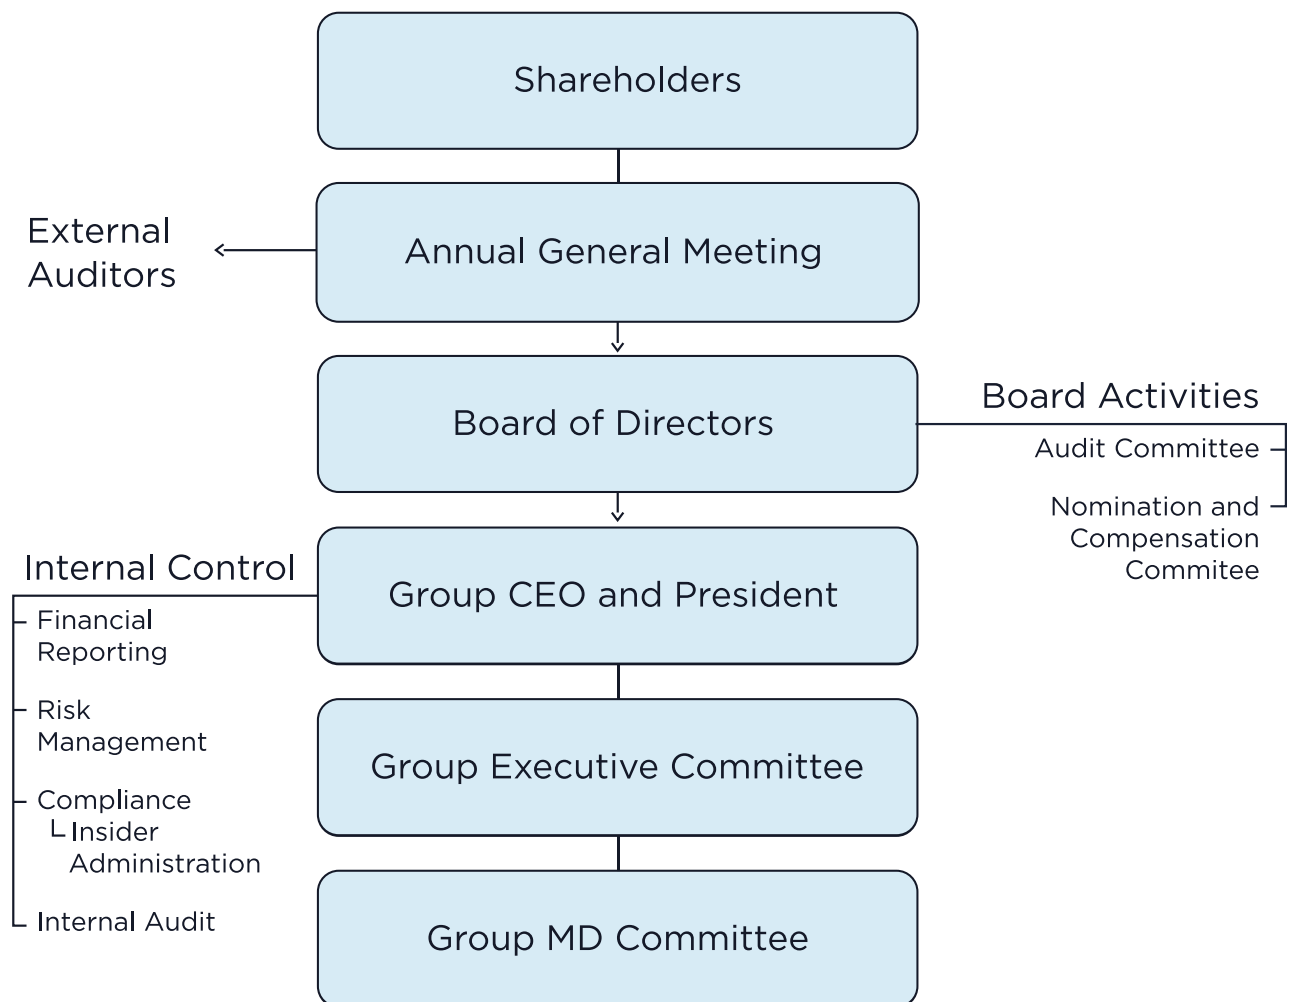 Shareholders
External
Auditors
Annual General Meeting
Board of Directors
Board Activities
Audit Committee
Nomination and
Compensation
Commitee
Internal Control
Financial
Reporting
Risk
Management
Compliance
Insider
Administration
Internal Audit
Group CEO and President
Group Executive Committee
Group MD Committee